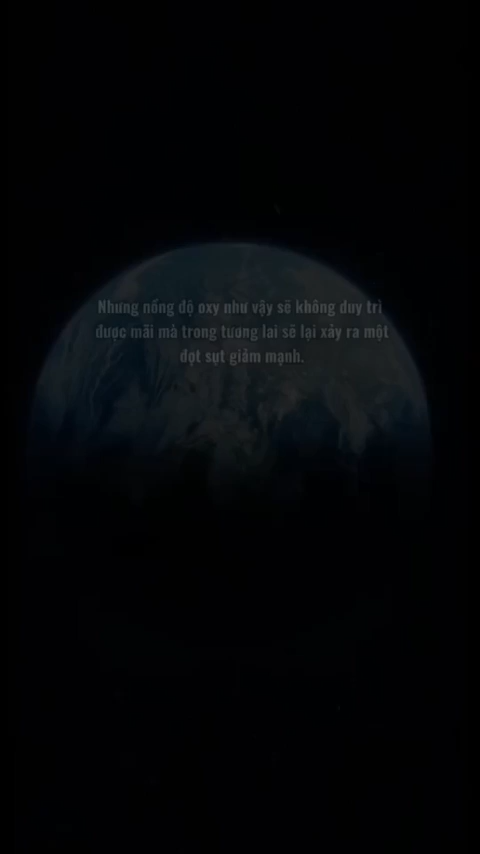 Nhưng nồng độ oxy như vậy sẽ không duy trì
được mãi mà trong tương lai sẽ lại xảy ra một
đợt sụt giảm mạnh.